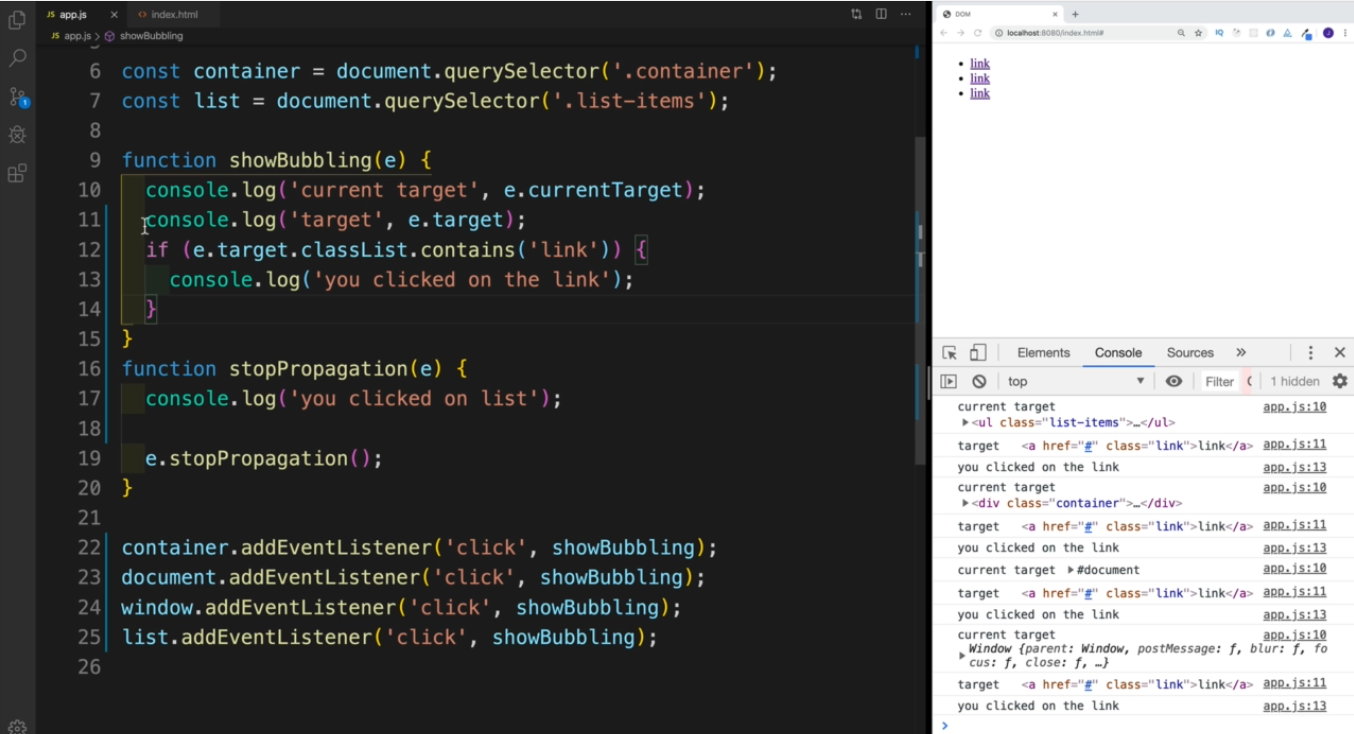 JS app.js × <> index.html
JS app.js > showBubbling
6 const container = document.querySelector('.container');
7 const list = document.querySelector('.list-items');
8
9 function showBubbling(e) {
10 console.log('current target', e.currentTarget);
11 console.log('target', e.target);
12 if (e.target.classList.contains('link')) {
13 console.log('you clicked on the link');
14 }
15 }
16 function stopPropagation(e) {
17 console.log('you clicked on list');
18
19 e.stopPropagation();
20 }
21
22 container.addEventListener('click', showBubbling);
23 document.addEventListener('click', showBubbling);
24 window.addEventListener('click', showBubbling);
25 list.addEventListener('click', showBubbling);
26
1
DOM × +
localhost:8080/index.html#
• link
• link
• link
Elements Console Sources »
top Filter 1 hidden
current target app.js:10
▶<ul class="list-items">…</ul>
target <a href="#" class="link">link</a> app.js:11
you clicked on the link app.js:13
current target app.js:10
▶<div class="container">…</div>
target <a href="#" class="link">link</a> app.js:11
you clicked on the link app.js:13
current target ▶#document app.js:10
target <a href="#" class="link">link</a> app.js:11
you clicked on the link app.js:13
current target app.js:10
▶Window {parent: Window, postMessage: ƒ, blur: ƒ, fo
cus: ƒ, close: ƒ, …}
target <a href="#" class="link">link</a> app.js:11
you clicked on the link app.js:13
>